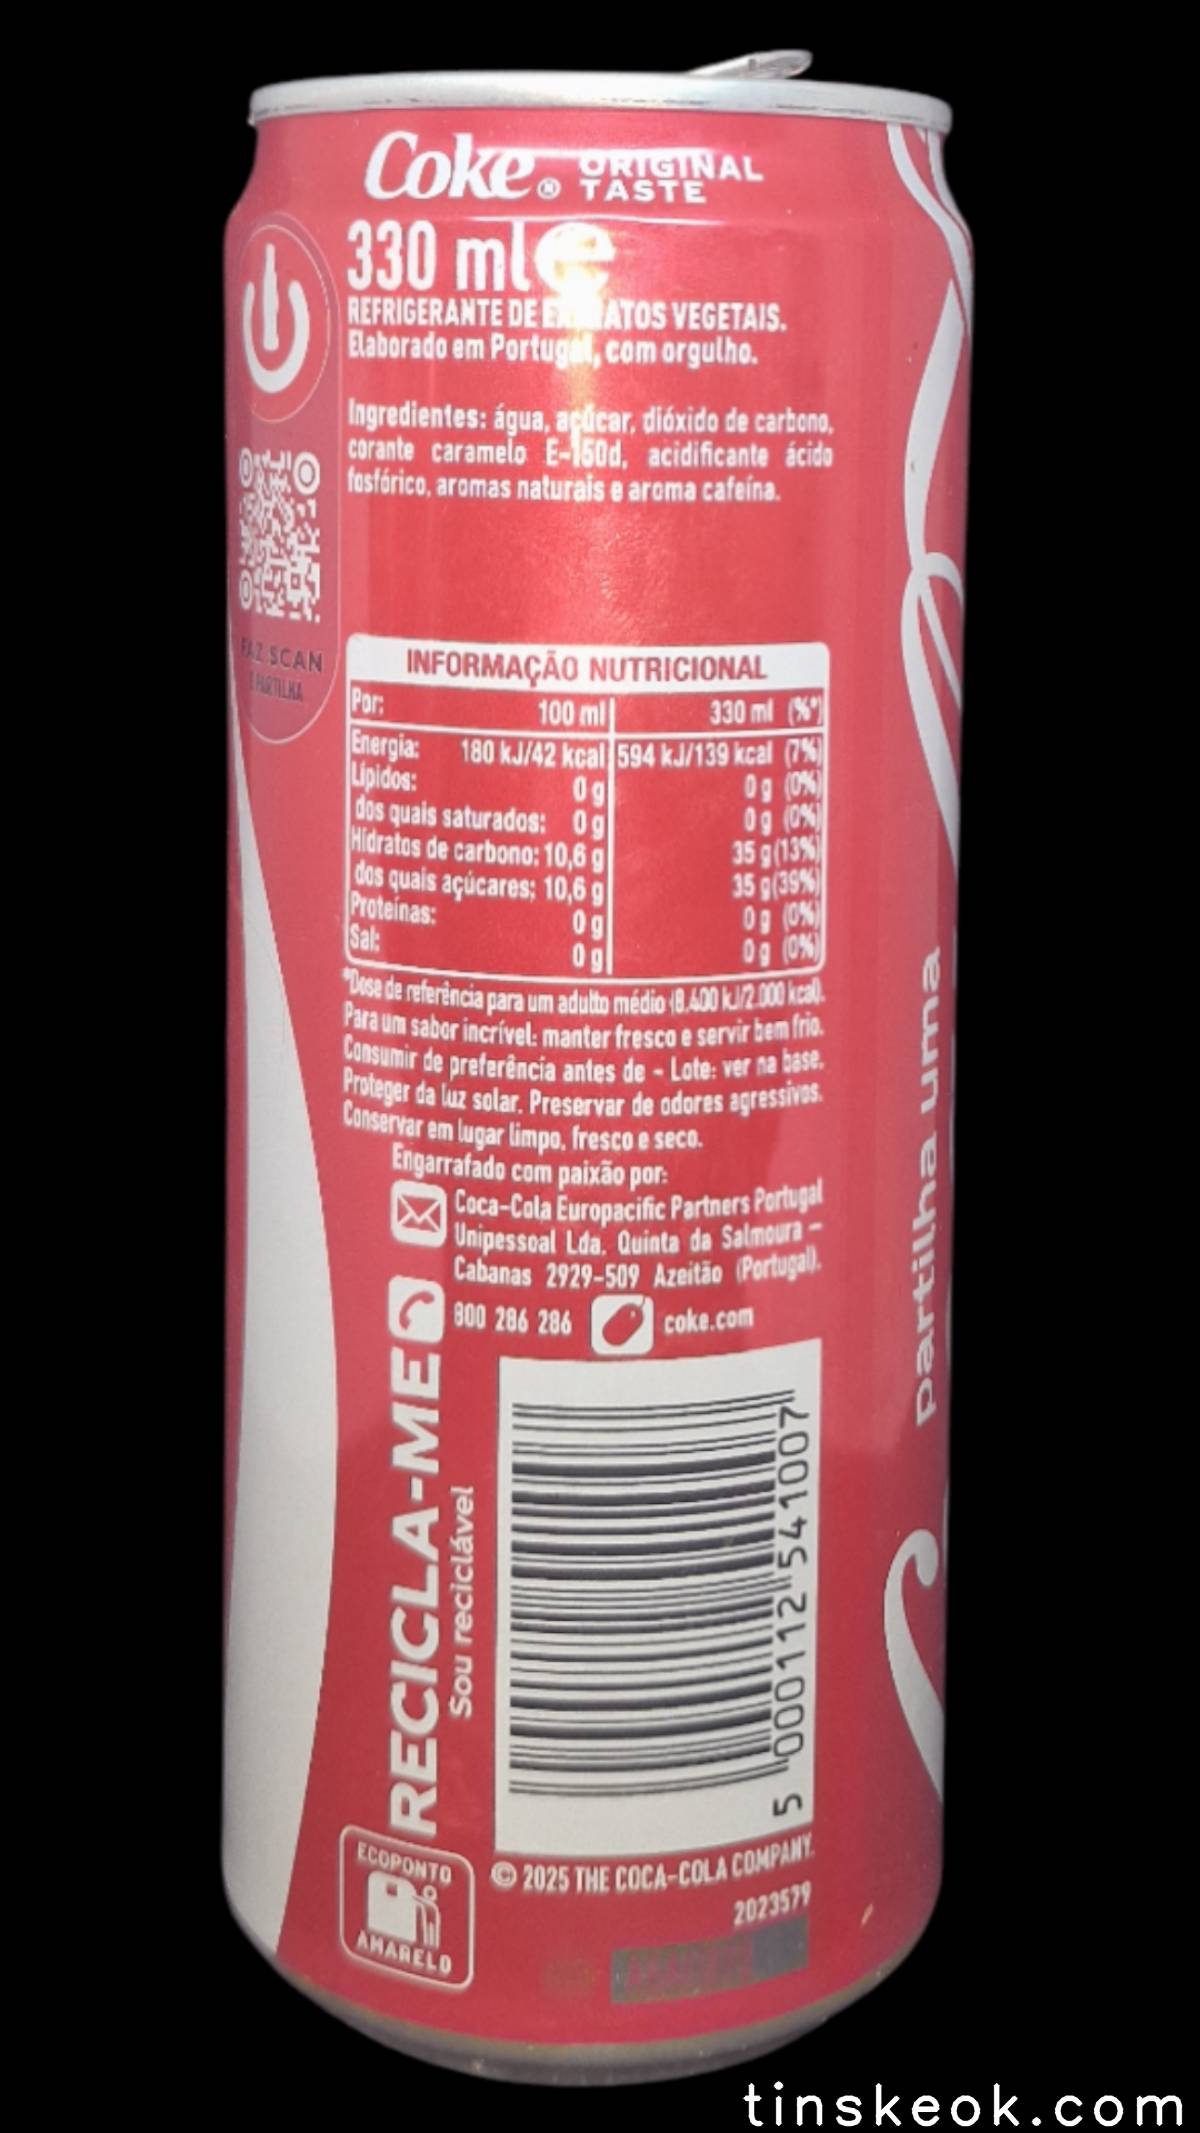 Coke® ORIGINAL
TASTE
330 ml e
REFRIGERANTE DE EXTRATOS VEGETAIS.
Elaborado em Portugal, com orgulho.
Ingredientes: água, açúcar, dióxido de carbono,
corante caramelo E-150d, acidificante ácido
fosfórico, aromas naturais e aroma cafeína.
FAZ SCAN
E PARTILHA
INFORMAÇÃO NUTRICIONAL
Por: 100 ml 330 ml (%*)
Energia: 180 kJ/42 kcal 594 kJ/139 kcal (7%)
Lípidos: 0 g 0 g (0%)
dos quais saturados: 0 g 0 g (0%)
Hidratos de carbono: 10,6 g 35 g (13%)
dos quais açúcares: 10,6 g 35 g (39%)
Proteínas: 0 g 0 g (0%)
Sal: 0 g 0 g (0%)
*Dose de referência para um adulto médio (8.400 kJ/2.000 kcal).
Para um sabor incrível: manter fresco e servir bem frio.
Consumir de preferência antes de - Lote: ver na base.
Proteger da luz solar. Preservar de odores agressivos.
Conservar em lugar limpo, fresco e seco.
Engarrafado com paixão por:
Coca-Cola Europacific Partners Portugal
Unipessoal Lda. Quinta da Salmoura –
Cabanas 2929-509 Azeitão (Portugal).
800 286 286 coke.com
RECICLA-ME
Sou reciclável
5 000112 541007
partilha uma
ECOPONTO
AMARELO
© 2025 THE COCA-COLA COMPANY.
2023579
tinskeok.com